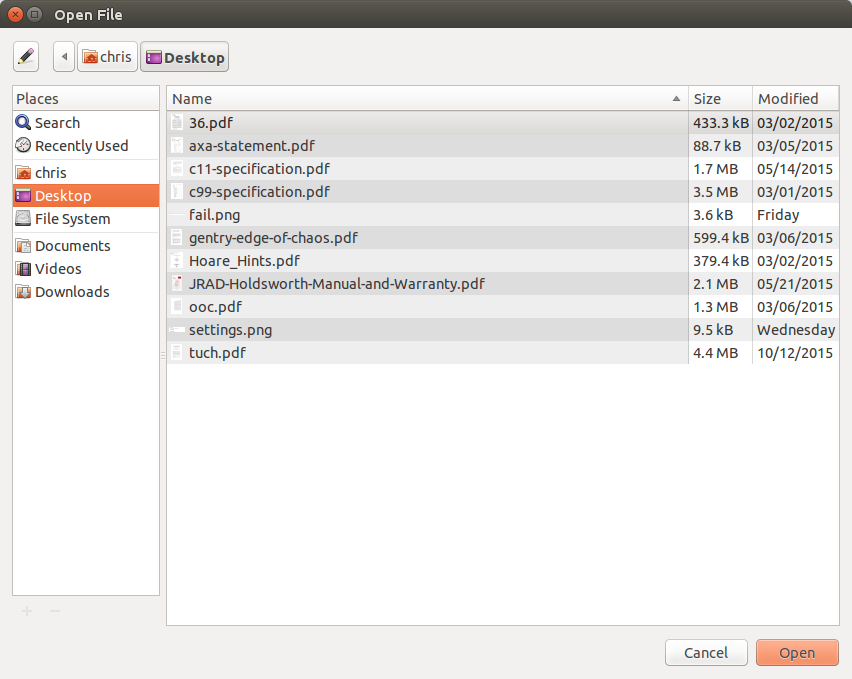 Open File
chris Desktop
Places
Search
Recently Used
chris
Desktop
File System
Documents
Videos
Downloads
Name Size Modified
36.pdf 433.3 kB 03/02/2015
axa-statement.pdf 88.7 kB 03/05/2015
c11-specification.pdf 1.7 MB 05/14/2015
c99-specification.pdf 3.5 MB 03/01/2015
fail.png 3.6 kB Friday
gentry-edge-of-chaos.pdf 599.4 kB 03/06/2015
Hoare_Hints.pdf 379.4 kB 03/02/2015
JRAD-Holdsworth-Manual-and-Warranty.pdf 2.1 MB 05/21/2015
ooc.pdf 1.3 MB 03/06/2015
settings.png 9.5 kB Wednesday
tuch.pdf 4.4 MB 10/12/2015
Cancel Open